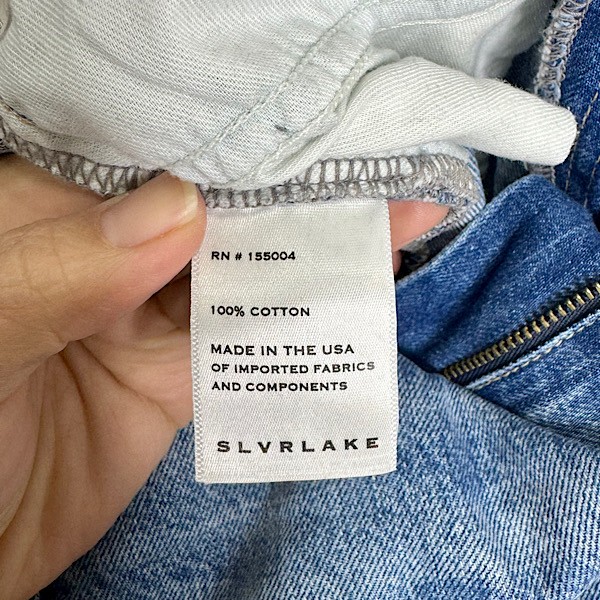 RN # 155004
100% COTTON
MADE IN THE USA
OF IMPORTED FABRICS
AND COMPONENTS
SLVRLAKE